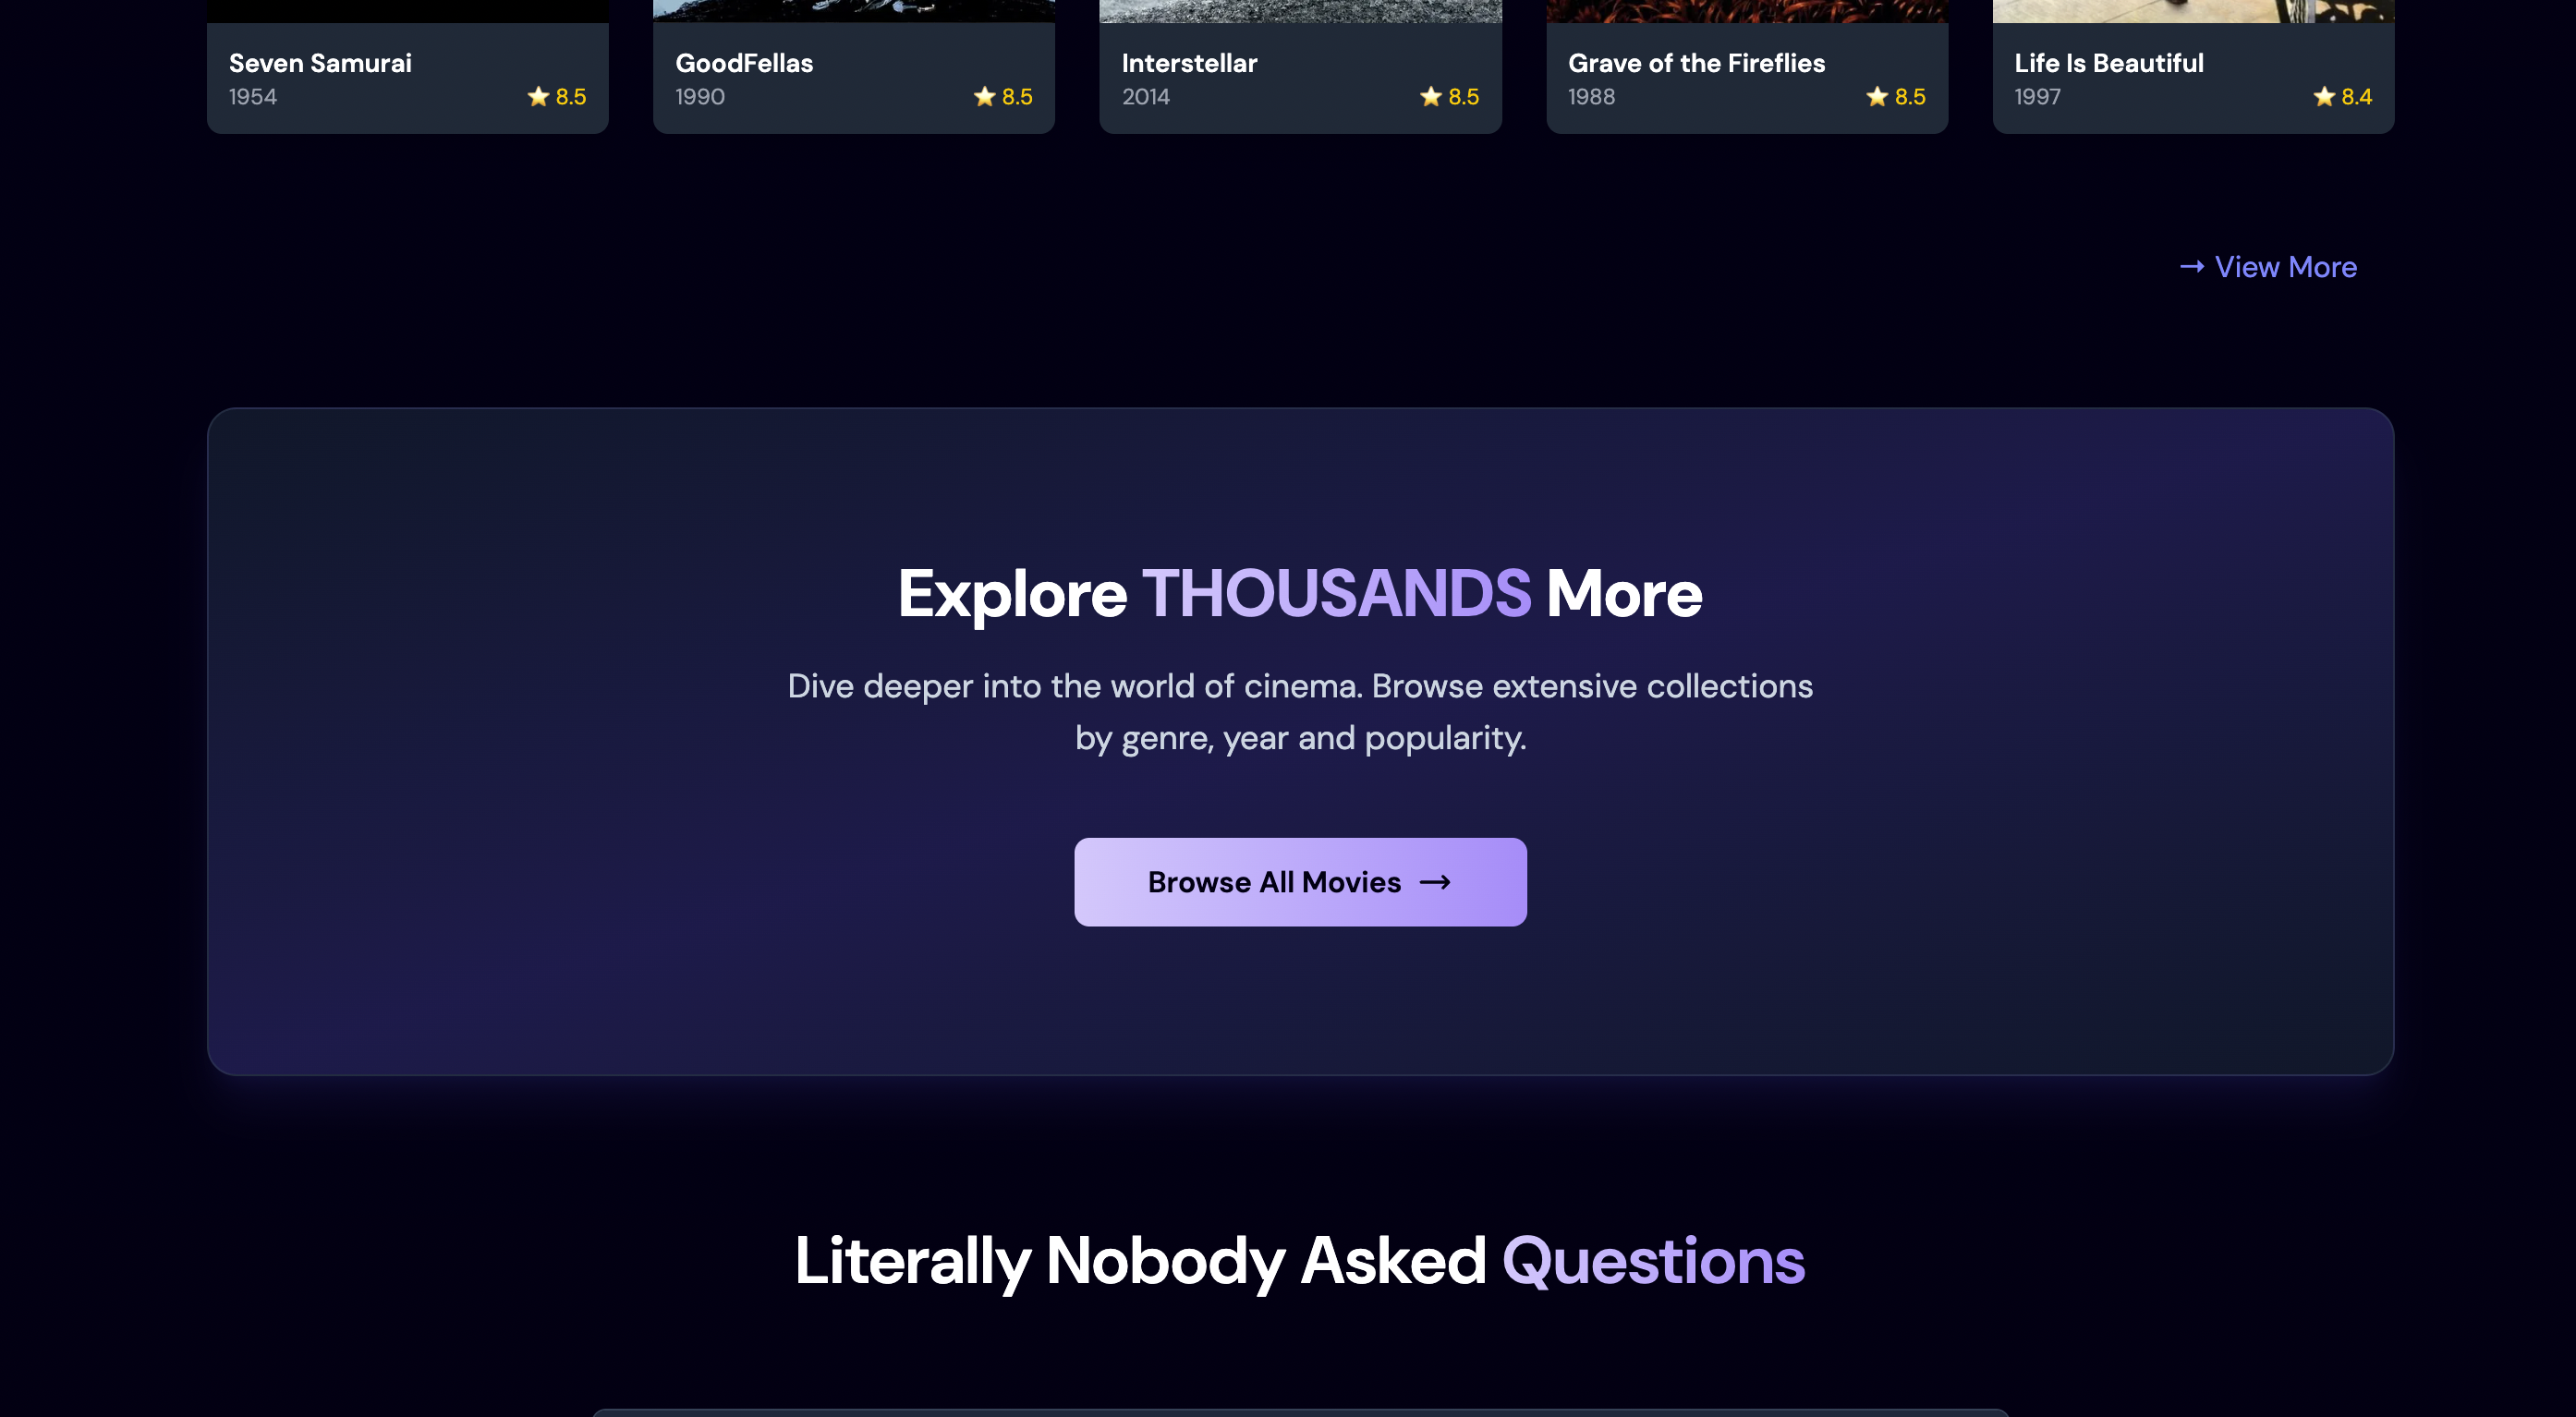 Seven Samurai
1954 ⭐ 8.5
GoodFellas
1990 ⭐ 8.5
Interstellar
2014 ⭐ 8.5
Grave of the Fireflies
1988 ⭐ 8.5
Life Is Beautiful
1997 ⭐ 8.4
→ View More
Explore THOUSANDS More
Dive deeper into the world of cinema. Browse extensive collections
by genre, year and popularity.
Browse All Movies →
Literally Nobody Asked Questions